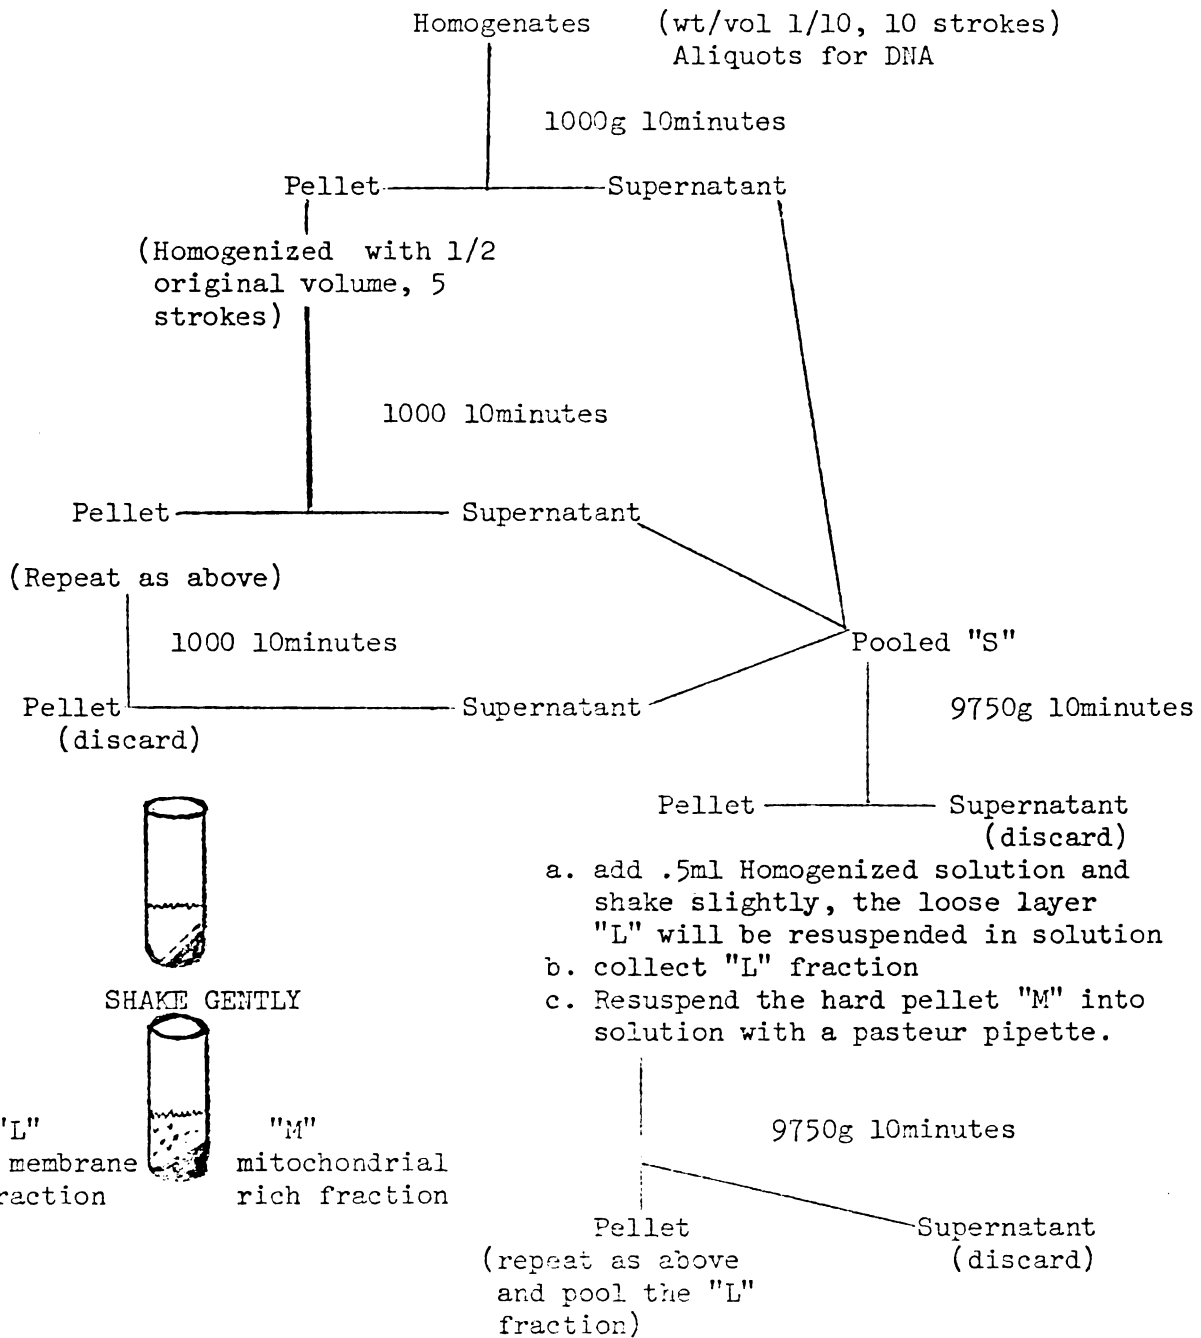 Homogenates (wt/vol 1/10, 10 strokes)
Aliquots for DNA
1000g 10minutes
Pellet Supernatant
(Homogenized with 1/2
original volume, 5
strokes)
1000 10minutes
Pellet Supernatant
(Repeat as above)
1000 10minutes
Pooled "S"
Pellet Supernatant
(discard)
9750g 10minutes
Pellet Supernatant
(discard)
a. add .5ml Homogenized solution and
shake slightly, the loose layer
"L" will be resuspended in solution
b. collect "L" fraction
c. Resuspend the hard pellet "M" into
solution with a pasteur pipette.
SHAKE GENTLY
"L"
membrane
raction
"M"
mitochondrial
rich fraction
9750g 10minutes
Pellet Supernatant
(repeat as above (discard)
and pool the "L"
fraction)